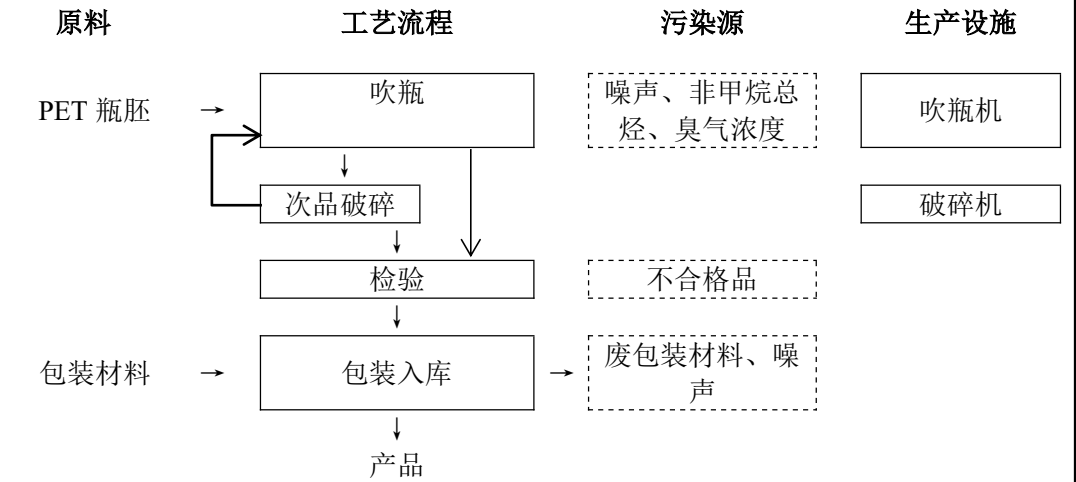 原料 工艺流程 污染源 生产设施
PET 瓶胚 → 吹瓶 噪声、非甲烷总
烃、臭气浓度 吹瓶机
次品破碎 破碎机
检验 不合格品
包装材料 → 包装入库 → 废包装材料、噪
声
产品